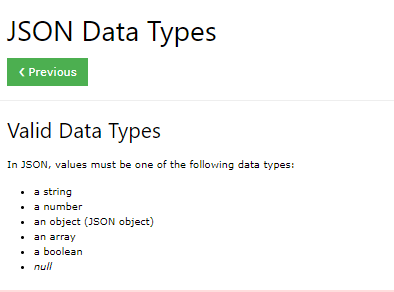 JSON Data Types
❮ Previous
Valid Data Types
In JSON, values must be one of the following data types:
• a string
• a number
• an object (JSON object)
• an array
• a boolean
• null